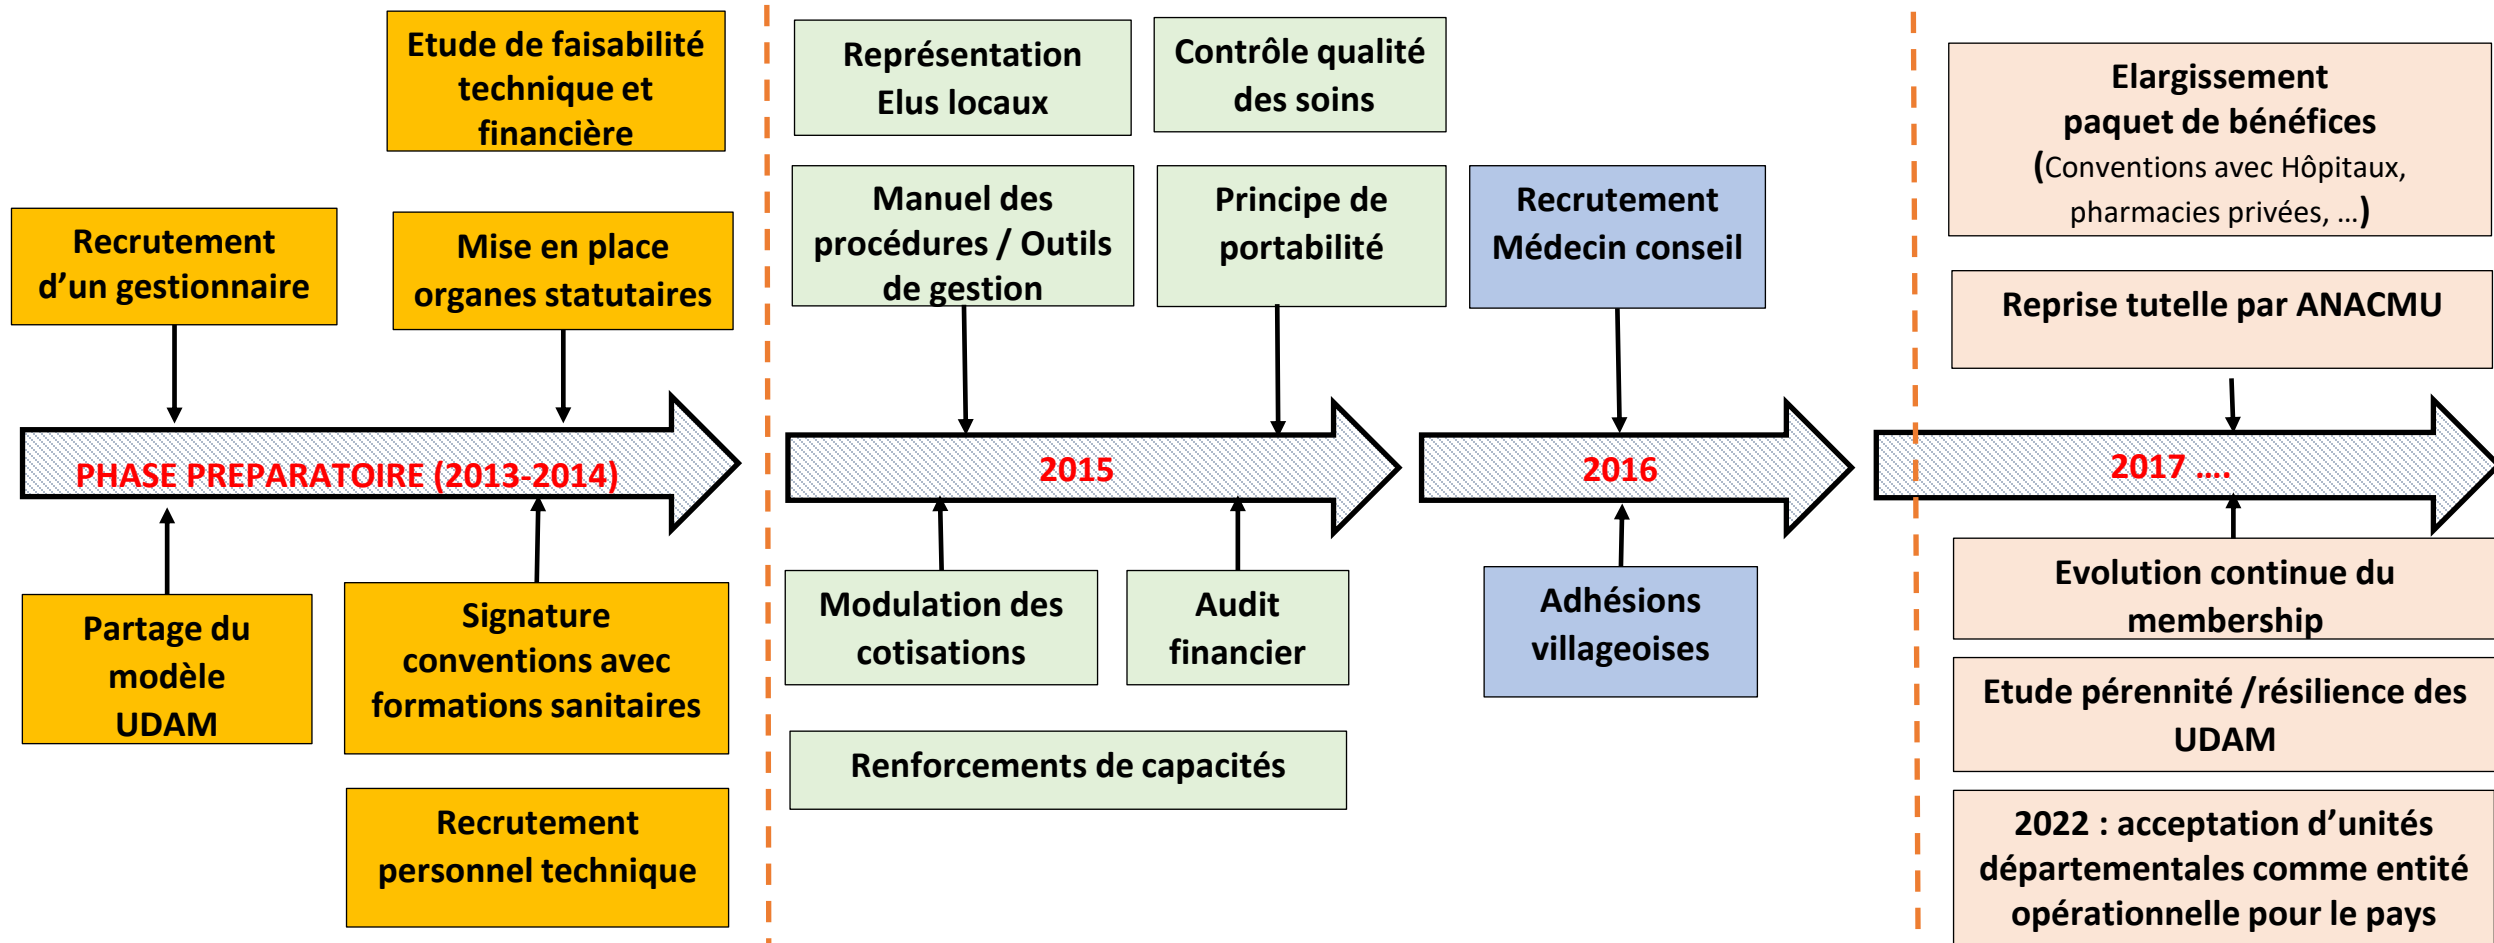 Etude de faisabilité
technique et
financière
Recrutement
d’un gestionnaire
Mise en place
organes statutaires
PHASE PREPARATOIRE (2013-2014)
Partage du
modèle
UDAM
Signature
conventions avec
formations sanitaires
Recrutement
personnel technique
Représentation
Elus locaux
Contrôle qualité
des soins
Manuel des
procédures / Outils
de gestion
Principe de
portabilité
2015
Modulation des
cotisations
Audit
financier
Renforcements de capacités
Recrutement
Médecin conseil
2016
Adhésions
villageoises
Elargissement
paquet de bénéfices
(Conventions avec Hôpitaux,
pharmacies privées, …)
Reprise tutelle par ANACMU
2017 ….
Evolution continue du
membership
Etude pérennité /résilience des
UDAM
2022 : acceptation d’unités
départementales comme entité
opérationnelle pour le pays